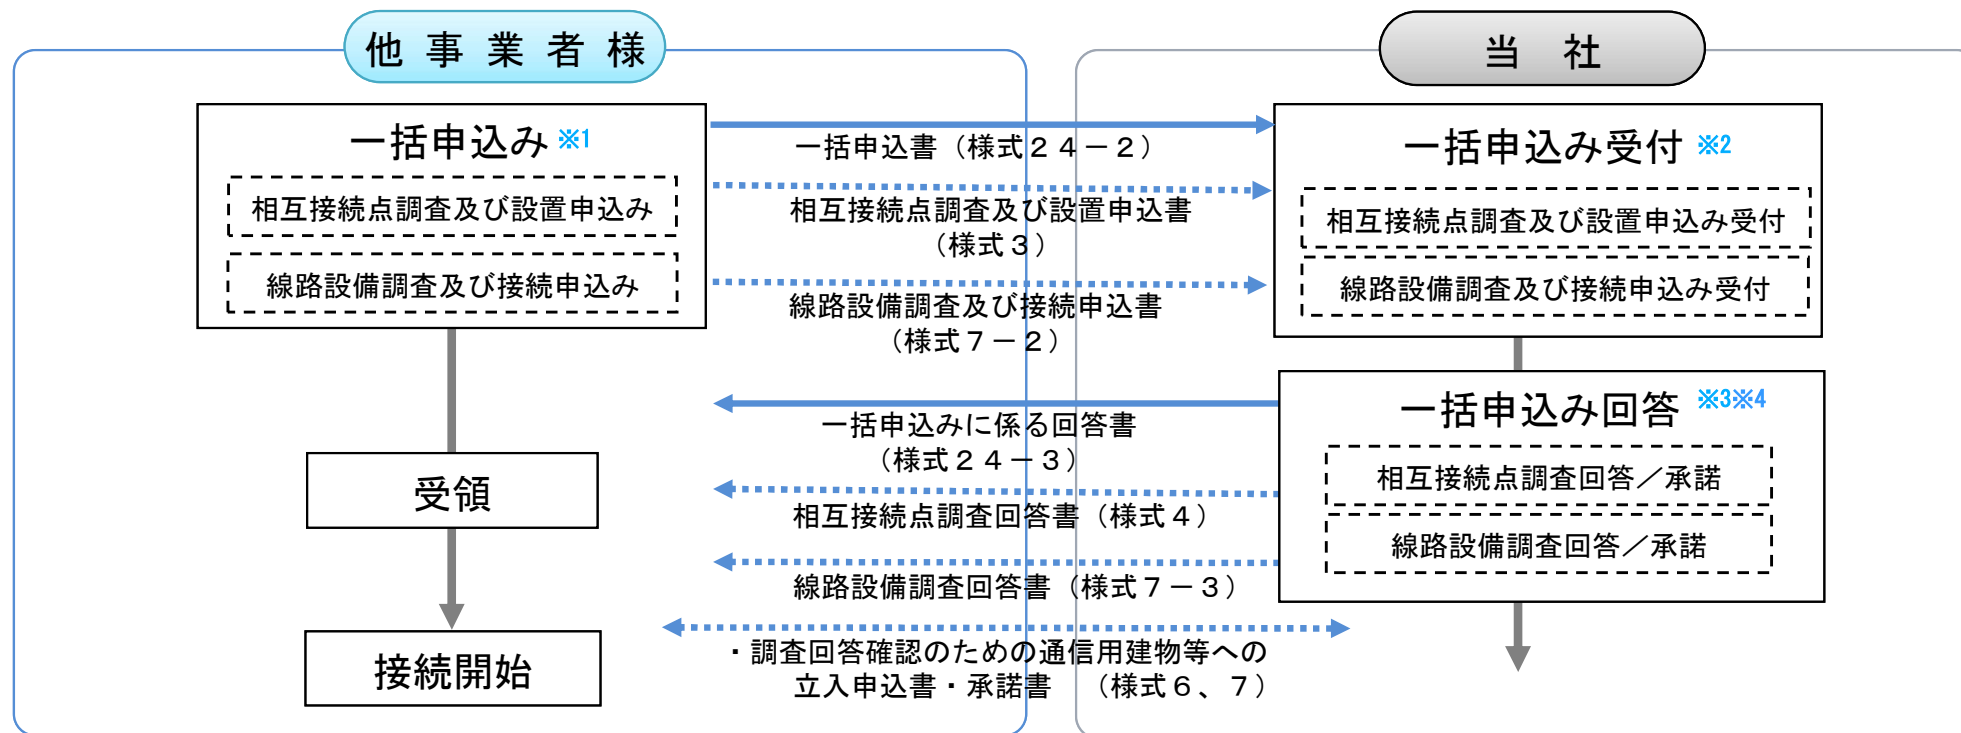 他事業者様
当 社
一括申込み ※1
相互接続点調査及び設置申込み
線路設備調査及び接続申込み
一括申込書（様式２４－２）
相互接続点調査及び設置申込書
（様式３）
線路設備調査及び接続申込書
（様式７－２）
一括申込み受付 ※2
相互接続点調査及び設置申込み受付
線路設備調査及び接続申込み受付
一括申込みに係る回答書
（様式２４－３）
相互接続点調査回答書（様式４）
線路設備調査回答書（様式７－３）
一括申込み回答 ※3※4
相互接続点調査回答／承諾
線路設備調査回答／承諾
受領
接続開始
・調査回答確認のための通信用建物等への
立入申込書・承諾書 （様式６、７）